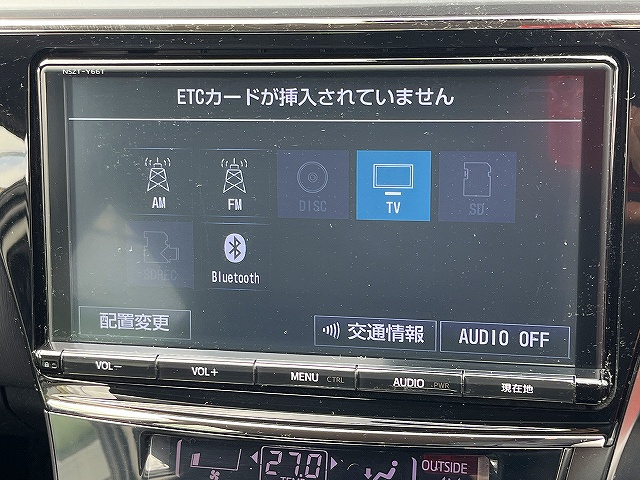 NSZT-Y66T
ETCカードが挿入されていません
AM
FM
DISC
TV
SD
SDREC
Bluetooth
配置変更
交通情報
AUDIO OFF
VOL−
VOL+
MENU CTRL
AUDIO PWR
現在地
27.0
OUTSIDE
TEMP